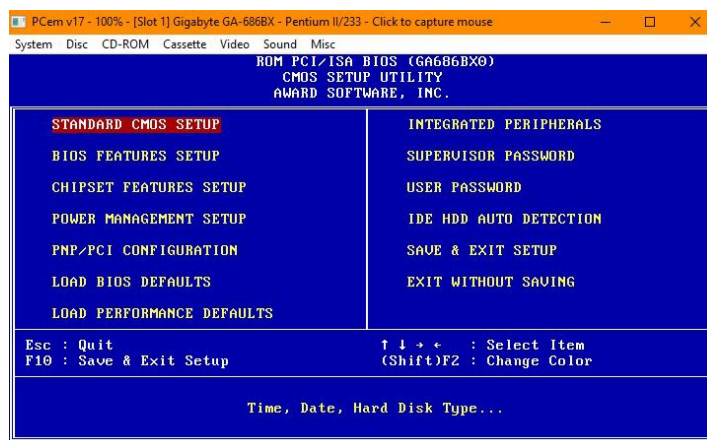 PCem v17 - 100% - [Slot 1] Gigabyte GA-686BX - Pentium II/233 - Click to capture mouse
System Disc CD-ROM Cassette Video Sound Misc
ROM PCI/ISA BIOS (GA686BX0)
CMOS SETUP UTILITY
AWARD SOFTWARE, INC.
STANDARD CMOS SETUP
BIOS FEATURES SETUP
CHIPSET FEATURES SETUP
POWER MANAGEMENT SETUP
PNP/PCI CONFIGURATION
LOAD BIOS DEFAULTS
LOAD PERFORMANCE DEFAULTS
INTEGRATED PERIPHERALS
SUPERVISOR PASSWORD
USER PASSWORD
IDE HDD AUTO DETECTION
SAVE & EXIT SETUP
EXIT WITHOUT SAVING
Esc : Quit
F10 : Save & Exit Setup
↑ ↓ → ← : Select Item
(Shift)F2 : Change Color
Time, Date, Hard Disk Type...